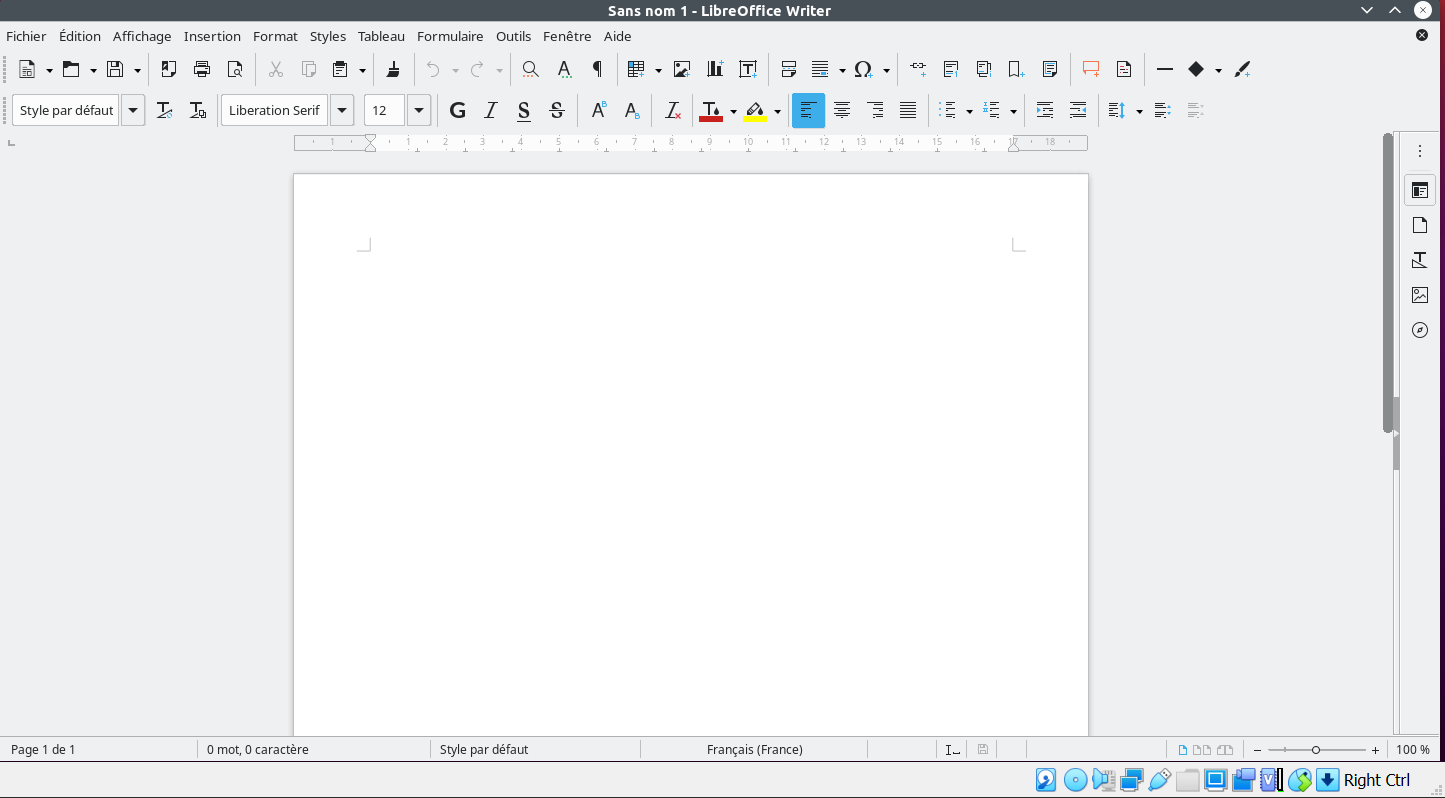 Sans nom 1 - LibreOffice Writer
Fichier Édition Affichage Insertion Format Styles Tableau Formulaire Outils Fenêtre Aide
Style par défaut Liberation Serif 12 G I S S
1 1 2 3 4 5 6 7 8 9 10 11 12 13 14 15 16 17 18
Page 1 de 1 0 mot, 0 caractère Style par défaut Français (France) 100 %
Right Ctrl